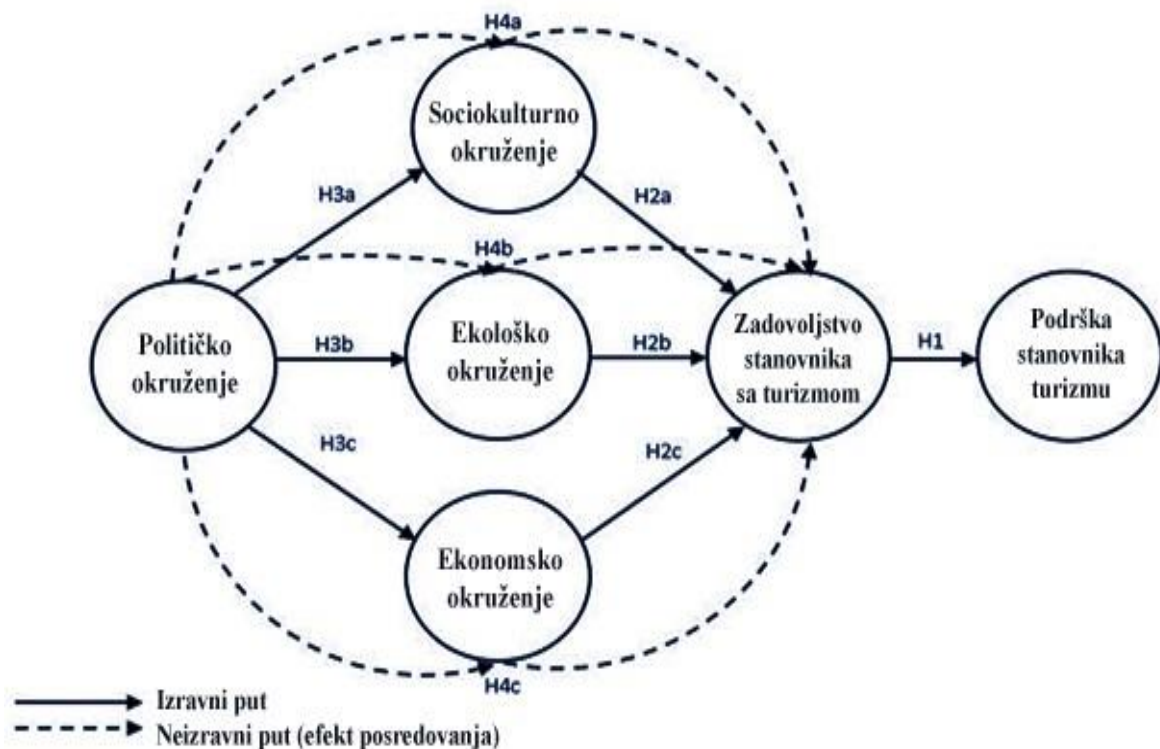 H4a
Sociokulturno
okruženje
H3a
H2a
H4b
Političko
okruženje
H3b
Ekološko
okruženje
H2b
Zadovoljstvo
stanovnika
sa turizmom
H1
Podrška
stanovnika
turizmu
H3c
H2c
Ekonomsko
okruženje
H4c
Izravni put
Neizravni put (efekt posredovanja)